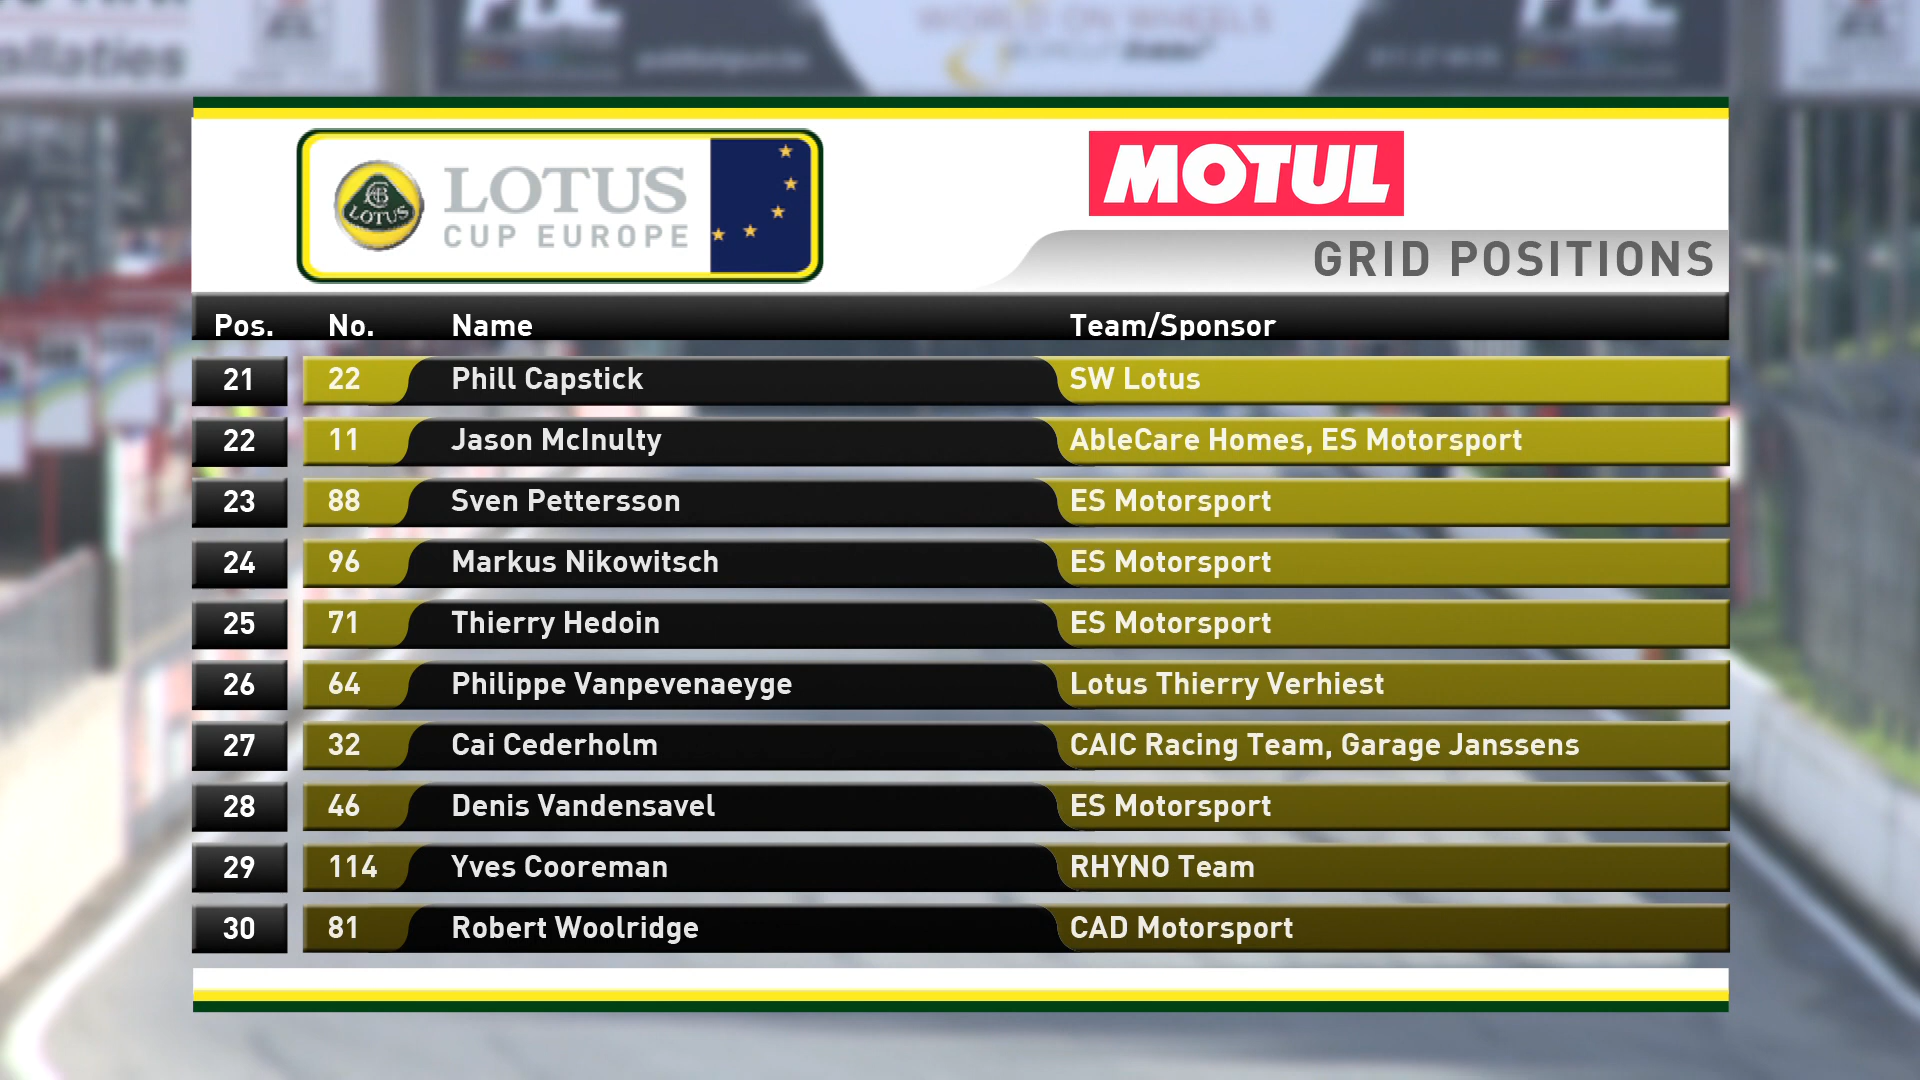 WORLD ON WHEELS
LOTUS
LOTUS
CUP EUROPE
MOTUL
GRID POSITIONS
Pos. No. Name Team/Sponsor
21 22 Phill Capstick SW Lotus
22 11 Jason McInulty AbleCare Homes, ES Motorsport
23 88 Sven Pettersson ES Motorsport
24 96 Markus Nikowitsch ES Motorsport
25 71 Thierry Hedoin ES Motorsport
26 64 Philippe Vanpevenaeyge Lotus Thierry Verhiest
27 32 Cai Cederholm CAIC Racing Team, Garage Janssens
28 46 Denis Vandensavel ES Motorsport
29 114 Yves Cooreman RHYNO Team
30 81 Robert Woolridge CAD Motorsport